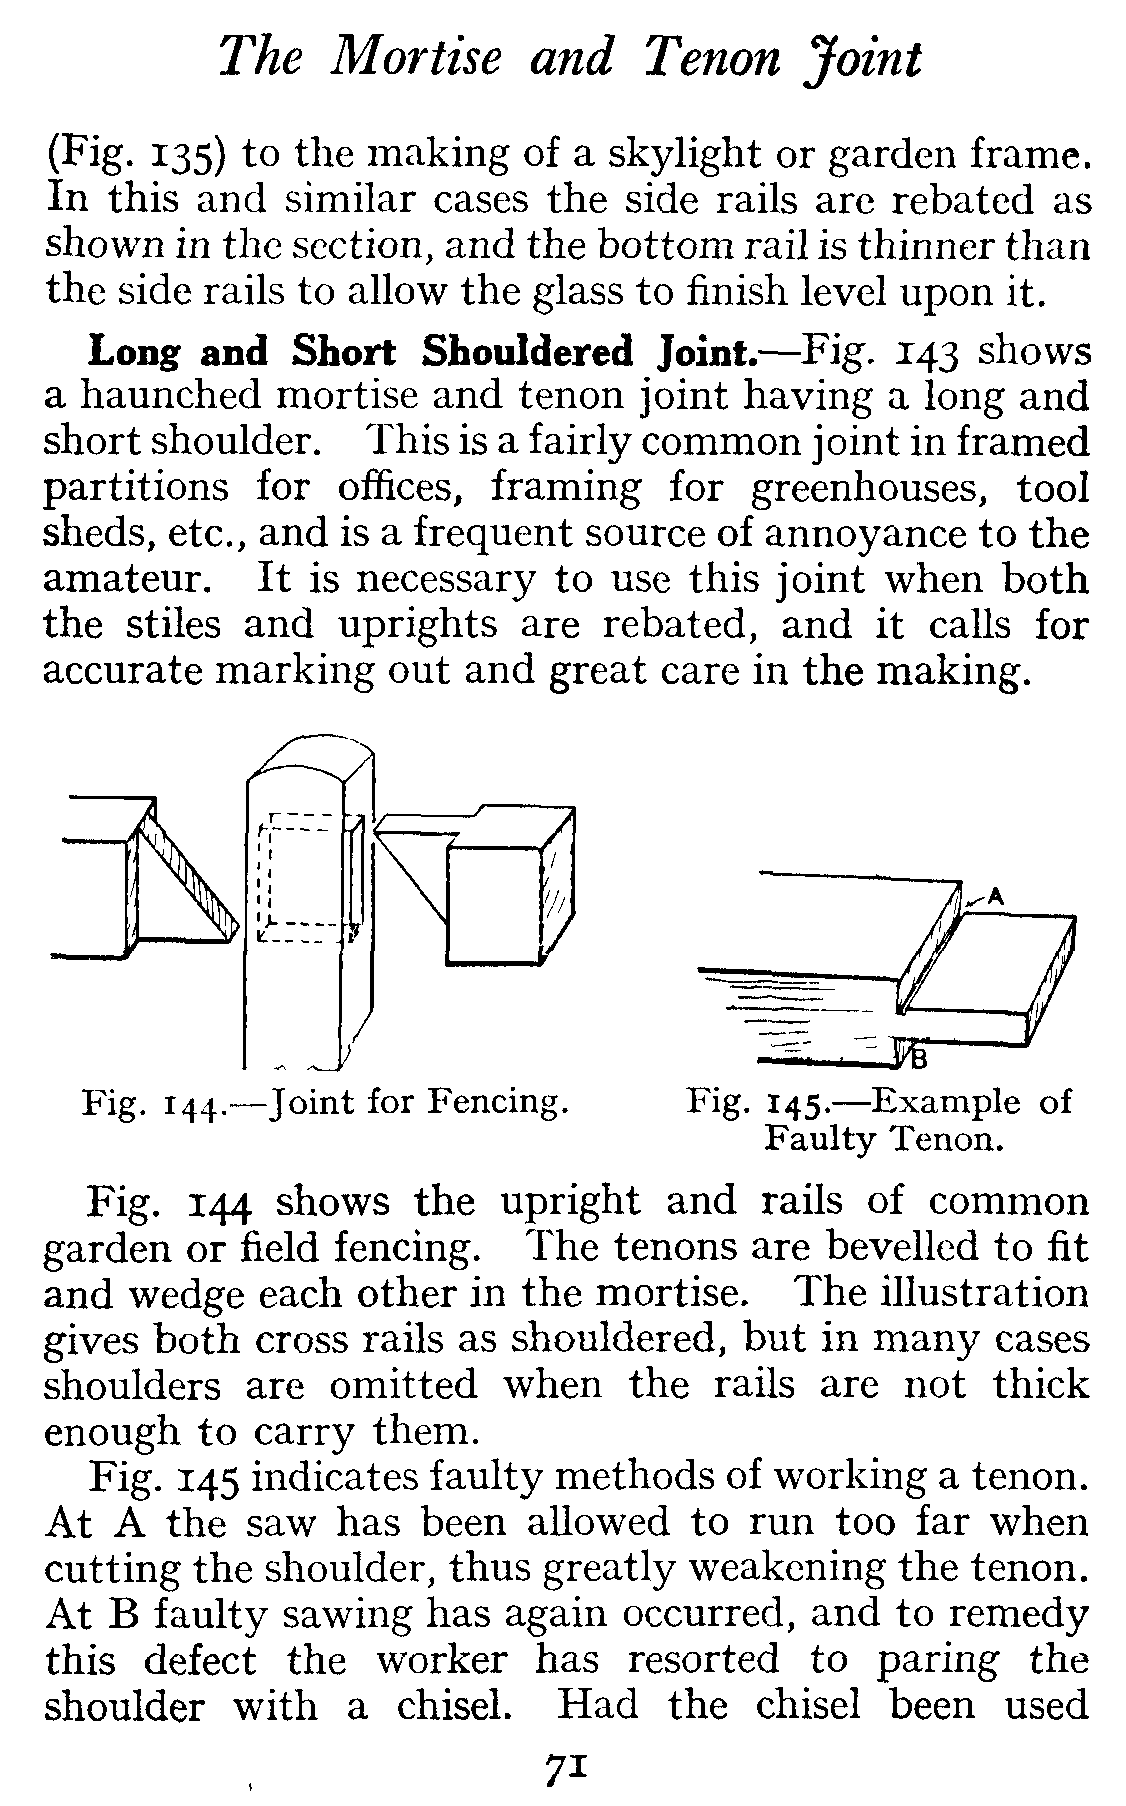 The Mortise and Tenon Joint
(Fig. 135) to the making of a skylight or garden frame.
In this and similar cases the side rails are rebated as
shown in the section, and the bottom rail is thinner than
the side rails to allow the glass to finish level upon it.
Long and Short Shouldered Joint.—Fig. 143 shows
a haunched mortise and tenon joint having a long and
short shoulder. This is a fairly common joint in framed
partitions for offices, framing for greenhouses, tool
sheds, etc., and is a frequent source of annoyance to the
amateur. It is necessary to use this joint when both
the stiles and uprights are rebated, and it calls for
accurate marking out and great care in the making.
A
B
Fig. 144.—Joint for Fencing.
Fig. 145.—Example of
Faulty Tenon.
Fig. 144 shows the upright and rails of common
garden or field fencing. The tenons are bevelled to fit
and wedge each other in the mortise. The illustration
gives both cross rails as shouldered, but in many cases
shoulders are omitted when the rails are not thick
enough to carry them.
Fig. 145 indicates faulty methods of working a tenon.
At A the saw has been allowed to run too far when
cutting the shoulder, thus greatly weakening the tenon.
At B faulty sawing has again occurred, and to remedy
this defect the worker has resorted to paring the
shoulder with a chisel. Had the chisel been used
71